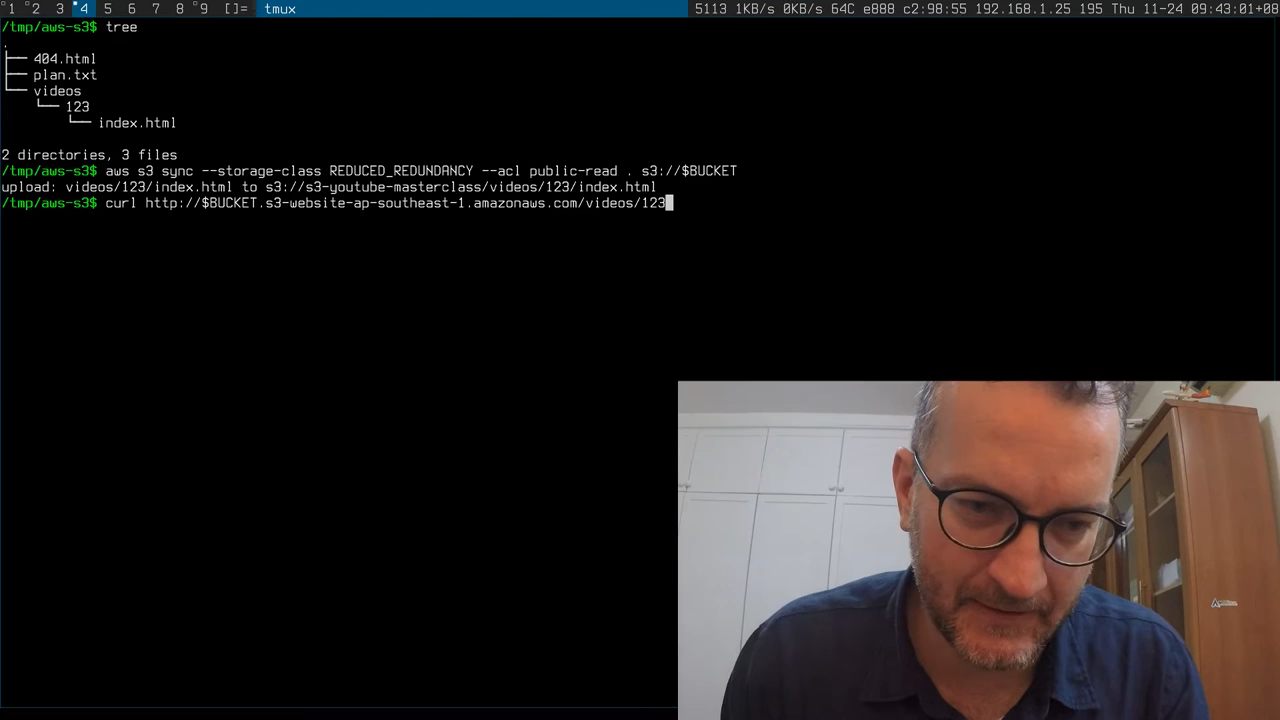 1 2 3 4 5 6 7 8 9 []= tmux 5113 1KB/s 0KB/s 64C e888 c2:98:55 192.168.1.25 195 Thu 11-24 09:43:01+08
/tmp/aws-s3$ tree
.
├── 404.html
├── plan.txt
└── videos
    └── 123
        └── index.html
2 directories, 3 files
/tmp/aws-s3$ aws s3 sync --storage-class REDUCED_REDUNDANCY --acl public-read . s3://$BUCKET
upload: videos/123/index.html to s3://s3-youtube-masterclass/videos/123/index.html
/tmp/aws-s3$ curl http://$BUCKET.s3-website-ap-southeast-1.amazonaws.com/videos/123